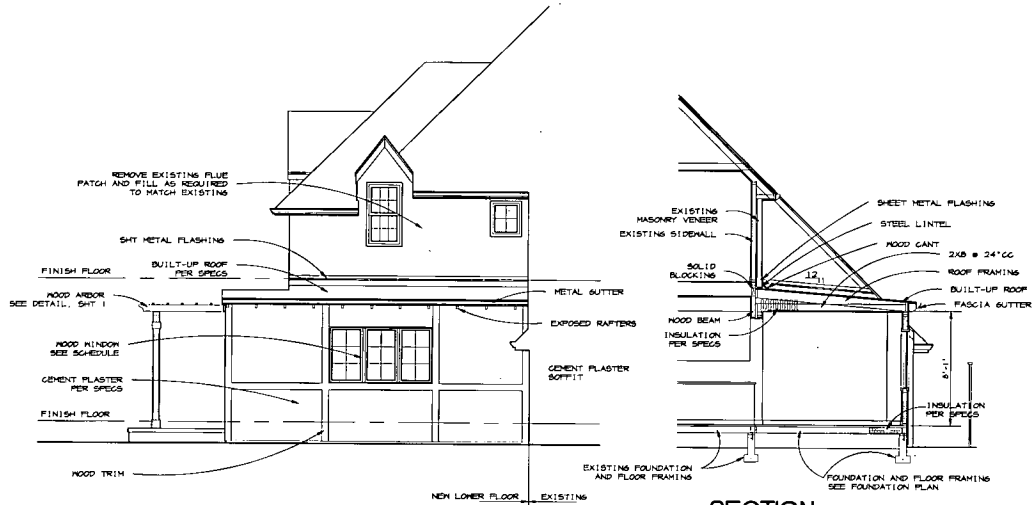 REMOVE EXISTING FLUE
PATCH AND FILL AS REQUIRED
TO MATCH EXISTING
SHT METAL FLASHING
FINISH FLOOR
BUILT-UP ROOF
PER SPECS
WOOD ARBOR
SEE DETAIL, SHT 1
METAL GUTTER
EXPOSED RAFTERS
WOOD WINDOW
SEE SCHEDULE
CEMENT PLASTER
SOFFIT
CEMENT PLASTER
PER SPECS
FINISH FLOOR
WOOD TRIM
NEW LOWER FLOOR
EXISTING
EXISTING
MASONRY VENEER
EXISTING SIDEWALL
SOLID
BLOCKING
WOOD BEAM
INSULATION
PER SPECS
SHEET METAL FLASHING
STEEL LINTEL
WOOD CANT
2X8 @ 24"CC
ROOF FRAMING
BUILT-UP ROOF
FASCIA GUTTER
12
11
8'-1"
INSULATION
PER SPECS
EXISTING FOUNDATION
AND FLOOR FRAMING
FOUNDATION AND FLOOR FRAMING
SEE FOUNDATION PLAN
SECTION